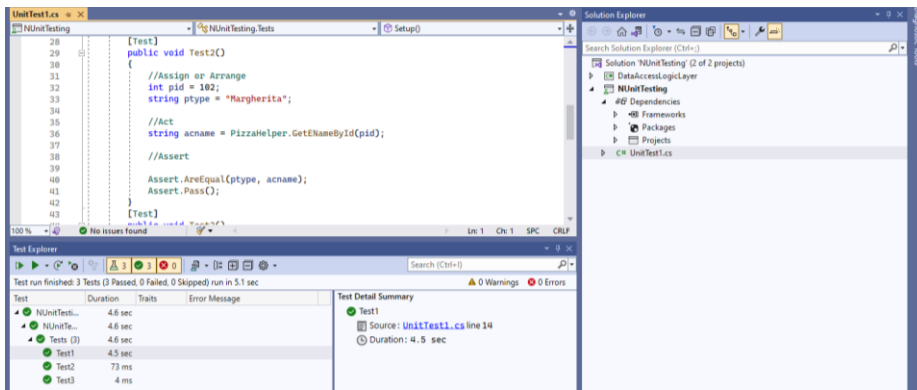 UnitTest1.cs
NUnitTesting
NUnitTesting.Tests
Setup()
28 [Test]
29 public void Test2()
30 {
31 //Assign or Arrange
32 int pid = 102;
33 string ptype = "Margherita";
34
35 //Act
36 string acname = PizzaHelper.GetENameById(pid);
37
38 //Assert
39
40 Assert.AreEqual(ptype, acname);
41 Assert.Pass();
42 }
43 [Test]
100 % No issues found Ln: 1 Ch: 1 SPC CRLF
Test Explorer
3 3 0 Search (Ctrl+I)
Test run finished: 3 Tests (3 Passed, 0 Failed, 0 Skipped) run in 5.1 sec 0 Warnings 0 Errors
Test Duration Traits Error Message
NUnitTesti... 4.6 sec
NUnitTe... 4.6 sec
Tests (3) 4.6 sec
Test1 4.5 sec
Test2 73 ms
Test3 4 ms
Test Detail Summary
Test1
Source: UnitTest1.cs line 14
Duration: 4.5 sec
Solution Explorer
Search Solution Explorer (Ctrl+;)
Solution 'NUnitTesting' (2 of 2 projects)
DataAccessLogicLayer
NUnitTesting
Dependencies
Frameworks
Packages
Projects
C# UnitTest1.cs